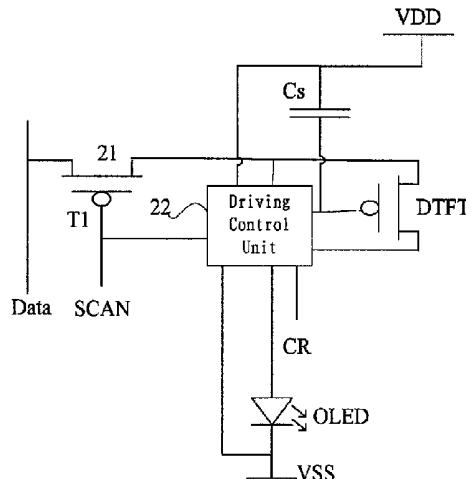 VDD
Cs
21
T1
22
Driving
Control
Unit
DTFT
Data
SCAN
CR
OLED
VSS